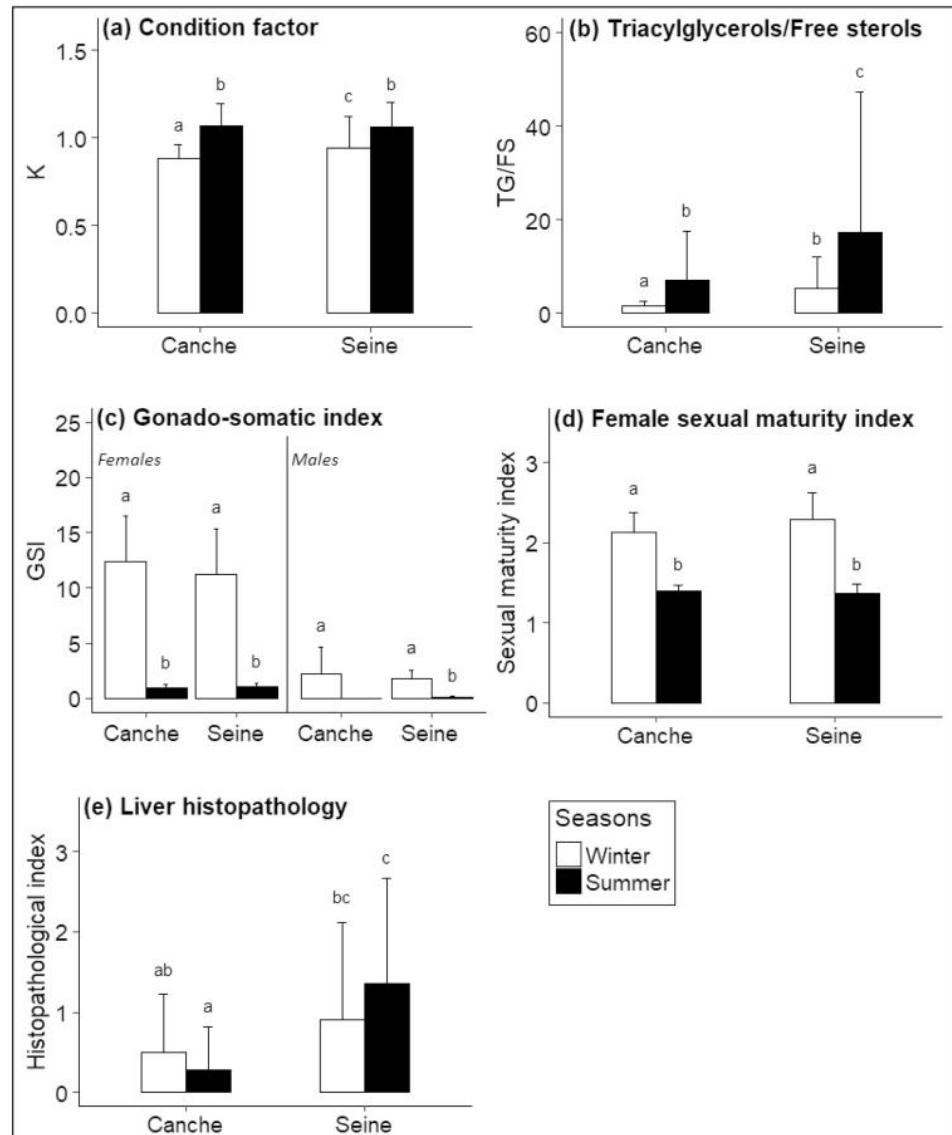 (a) Condition factor
1.5
1.0
0.5
0.0
K
a
b
c
b
Canche
Seine
(b) Triacylglycerols/Free sterols
60
40
20
0
TG/FS
a
b
b
c
Canche
Seine
(c) Gonado-somatic index
25
20
15
10
5
0
GSI
Females
Males
a
b
a
b
a
a
b
Canche
Seine
Canche
Seine
(d) Female sexual maturity index
3
2
1
0
Sexual maturity index
a
b
a
b
Canche
Seine
(e) Liver histopathology
3
2
1
0
Histopathological index
ab
a
bc
c
Canche
Seine
Seasons
Winter
Summer